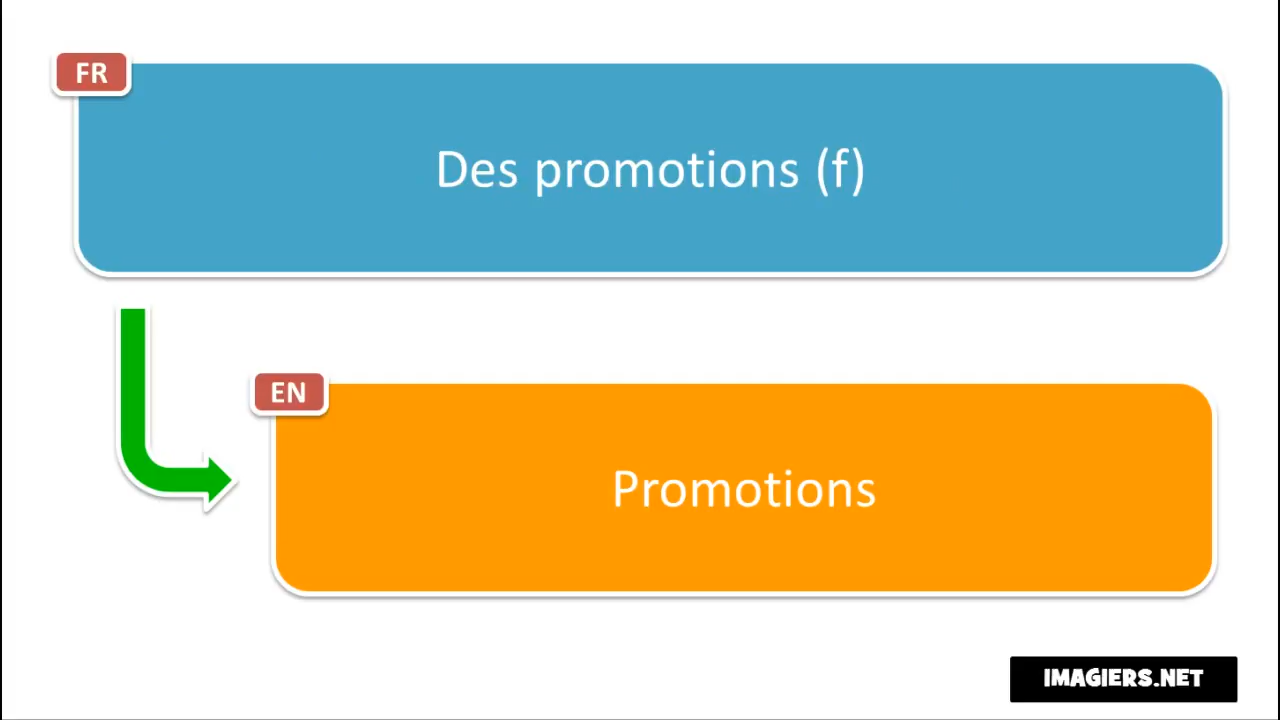 FR
Des promotions (f)
EN
Promotions
IMAGIERS.NET